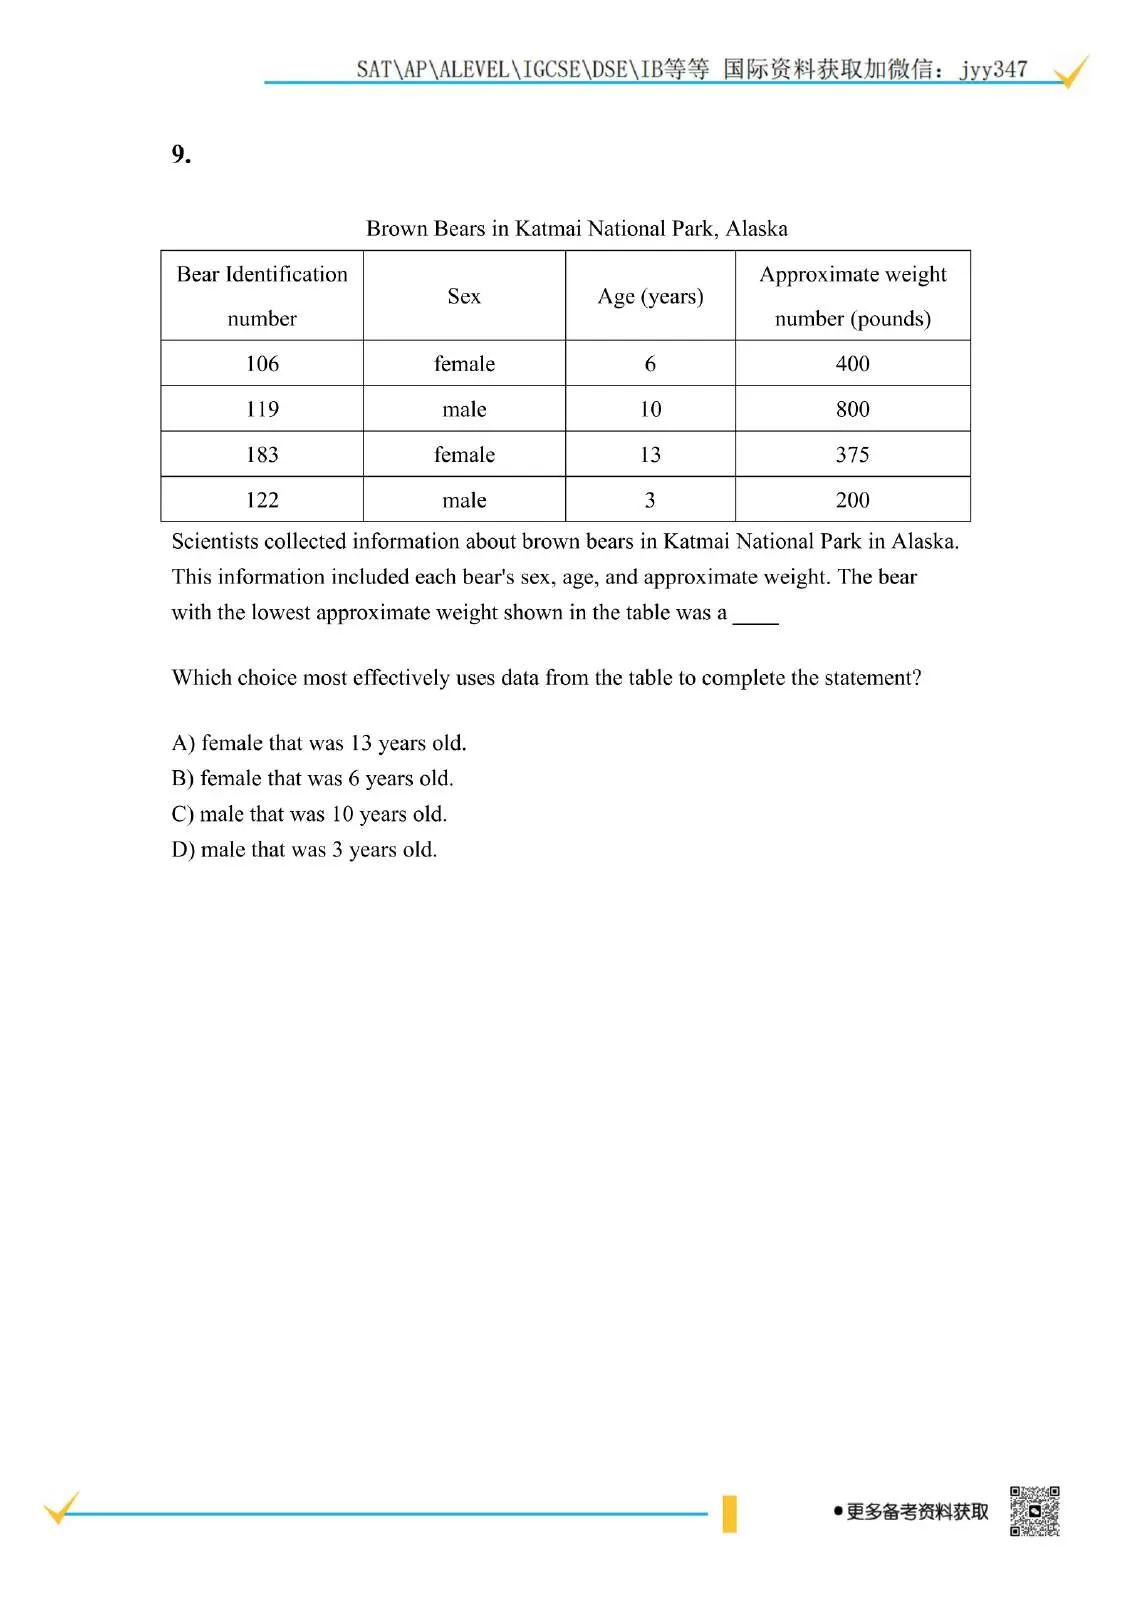 SAT\AP\ALEVEL\IGCSE\DSE\IB等等 国际资料获取加微信：jyy347
9.
Brown Bears in Katmai National Park, Alaska
Bear Identification number Sex Age (years) Approximate weight number (pounds)
106 female 6 400
119 male 10 800
183 female 13 375
122 male 3 200
Scientists collected information about brown bears in Katmai National Park in Alaska.
This information included each bear's sex, age, and approximate weight. The bear
with the lowest approximate weight shown in the table was a ____
Which choice most effectively uses data from the table to complete the statement?
A) female that was 13 years old.
B) female that was 6 years old.
C) male that was 10 years old.
D) male that was 3 years old.
•更多备考资料获取